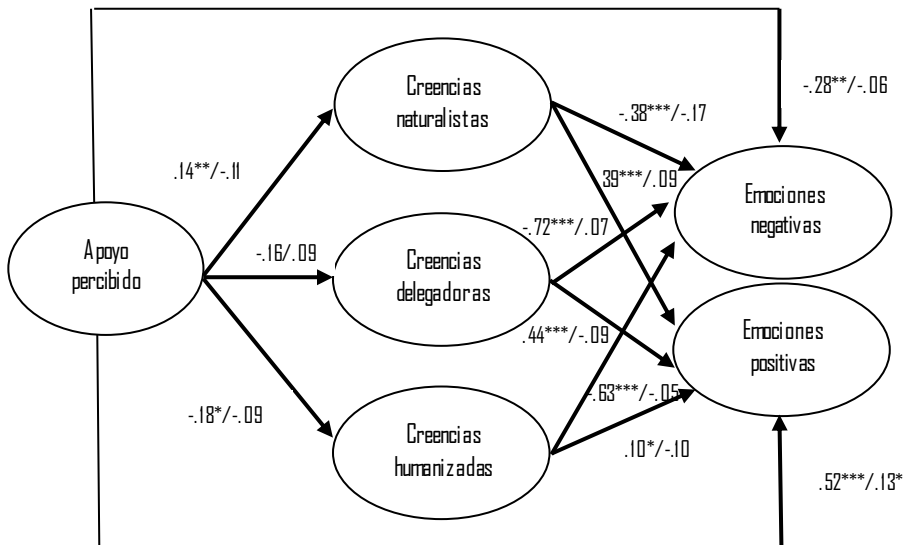 Creencias
naturalistas
-.28**/-.06
-.38***/-.17
.14**/-.11
.39***/.09
Emociones
negativas
Apoyo
percibido
-.16/.09
Creencias
delegadoras
-.72***/.07
Emociones
positivas
.44***/-.09
-.18*/-.09
Creencias
humanizadas
-.63***/-.05
.10*/-.10
.52***/.13*